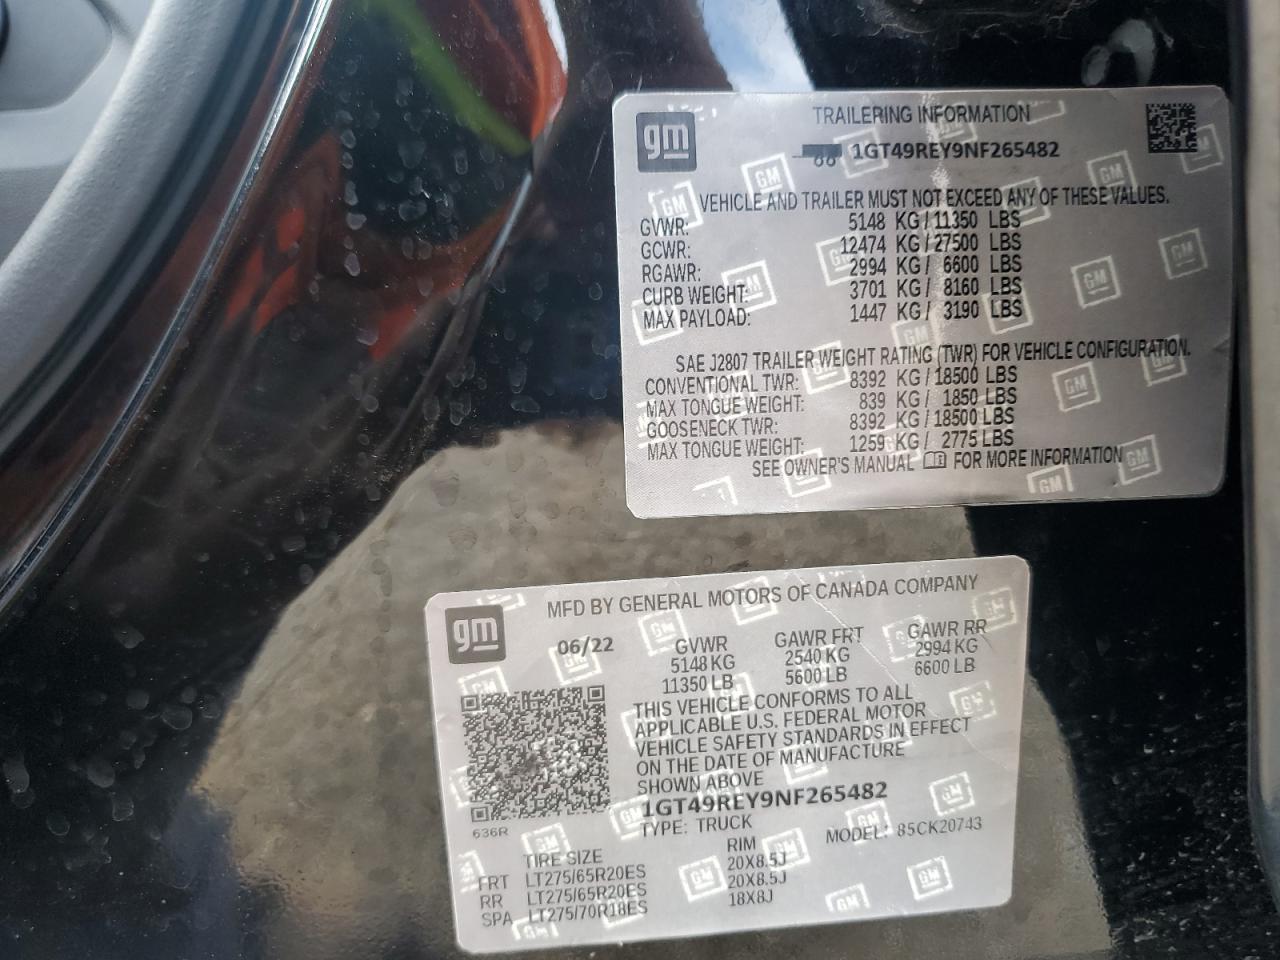 gm
TRAILERING INFORMATION
1GT49REY9NF265482
VEHICLE AND TRAILER MUST NOT EXCEED ANY OF THESE VALUES.
GVWR: 5148 KG / 11350 LBS
GCWR: 12474 KG / 27500 LBS
RGAWR: 2994 KG / 6600 LBS
CURB WEIGHT: 3701 KG / 8160 LBS
MAX PAYLOAD: 1447 KG / 3190 LBS
SAE J2807 TRAILER WEIGHT RATING (TWR) FOR VEHICLE CONFIGURATION.
CONVENTIONAL TWR: 8392 KG / 18500 LBS
MAX TONGUE WEIGHT: 839 KG / 1850 LBS
GOOSENECK TWR: 8392 KG / 18500 LBS
MAX TONGUE WEIGHT: 1259 KG / 2775 LBS
SEE OWNER'S MANUAL FOR MORE INFORMATION
gm
MFD BY GENERAL MOTORS OF CANADA COMPANY
06/22 GVWR GAWR FRT GAWR RR
5148 KG 2540 KG 2994 KG
11350 LB 5600 LB 6600 LB
THIS VEHICLE CONFORMS TO ALL
APPLICABLE U.S. FEDERAL MOTOR
VEHICLE SAFETY STANDARDS IN EFFECT
ON THE DATE OF MANUFACTURE
SHOWN ABOVE
1GT49REY9NF265482
636R
TYPE: TRUCK MODEL: 85CK20743
TIRE SIZE RIM
FRT LT275/65R20ES 20X8.5J
RR LT275/65R20ES 20X8.5J
SPA LT275/70R18ES 18X8J